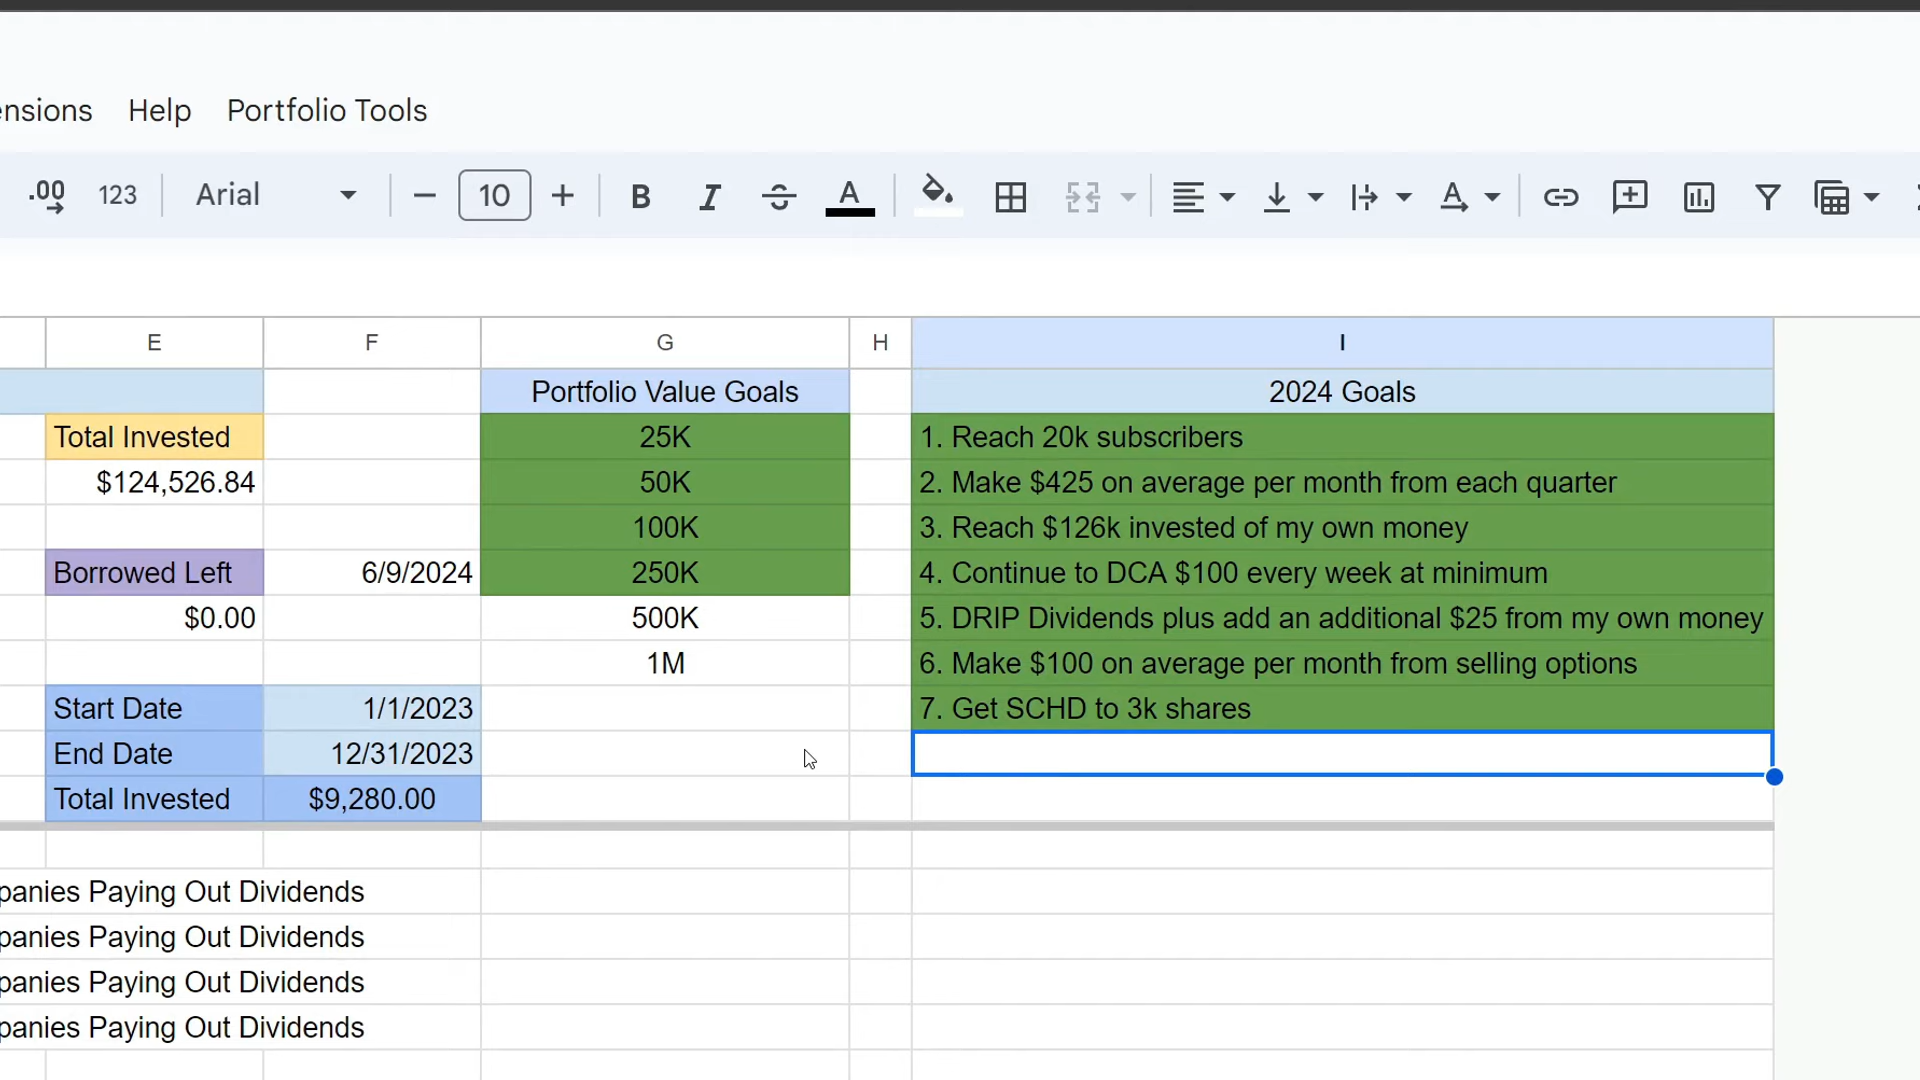 ensions Help Portfolio Tools
.00 123 Arial 10 B I S A A
E F G H I
Portfolio Value Goals 2024 Goals
Total Invested 25K 1. Reach 20k subscribers
$124,526.84 50K 2. Make $425 on average per month from each quarter
100K 3. Reach $126k invested of my own money
Borrowed Left 6/9/2024 250K 4. Continue to DCA $100 every week at minimum
$0.00 500K 5. DRIP Dividends plus add an additional $25 from my own money
1M 6. Make $100 on average per month from selling options
Start Date 1/1/2023 7. Get SCHD to 3k shares
End Date 12/31/2023
Total Invested $9,280.00
panies Paying Out Dividends
panies Paying Out Dividends
panies Paying Out Dividends
panies Paying Out Dividends